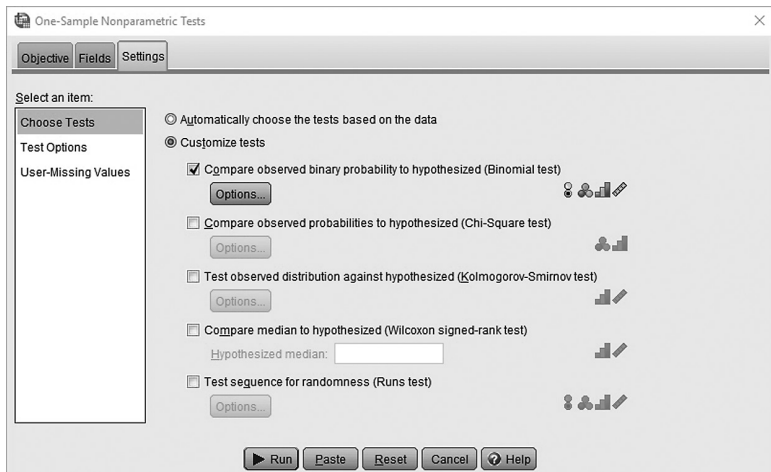 One-Sample Nonparametric Tests
Objective Fields Settings
Select an item:
Choose Tests
Test Options
User-Missing Values
Automatically choose the tests based on the data
Customize tests
Compare observed binary probability to hypothesized (Binomial test)
Options...
Compare observed probabilities to hypothesized (Chi-Square test)
Options...
Test observed distribution against hypothesized (Kolmogorov-Smirnov test)
Options...
Compare median to hypothesized (Wilcoxon signed-rank test)
Hypothesized median:
Test sequence for randomness (Runs test)
Options...
Run Paste Reset Cancel Help